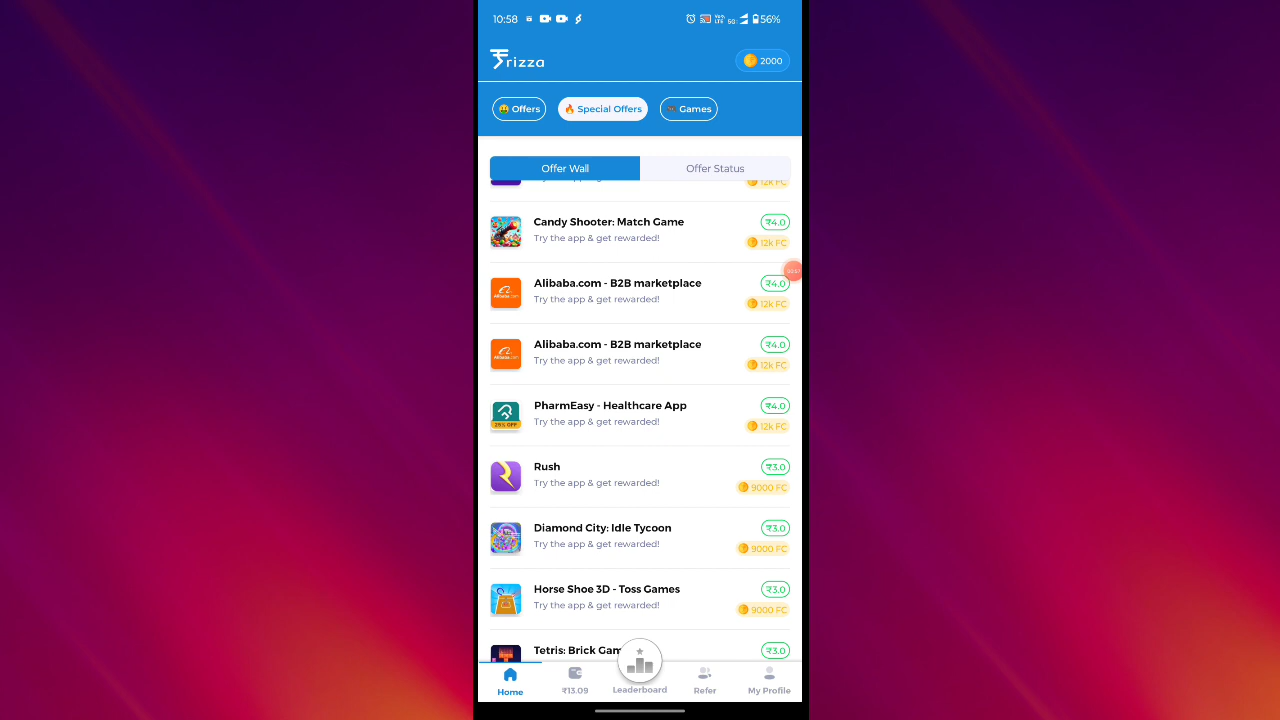 10:58
VoLTE 5G 56%
Frizza
2000
🤑 Offers
🔥 Special Offers
🎮 Games
Offer Wall
Offer Status
12k FC
Candy Shooter: Match Game
₹4.0
Try the app & get rewarded!
12k FC
Alibaba.com - B2B marketplace
₹4.0
Try the app & get rewarded!
12k FC
Alibaba.com - B2B marketplace
₹4.0
Try the app & get rewarded!
12k FC
25% OFF
PharmEasy - Healthcare App
₹4.0
Try the app & get rewarded!
12k FC
Rush
₹3.0
Try the app & get rewarded!
9000 FC
Diamond City: Idle Tycoon
₹3.0
Try the app & get rewarded!
9000 FC
Horse Shoe 3D - Toss Games
₹3.0
Try the app & get rewarded!
9000 FC
Tetris: Brick Gam
₹3.0
Home
₹13.09
Leaderboard
Refer
My Profile